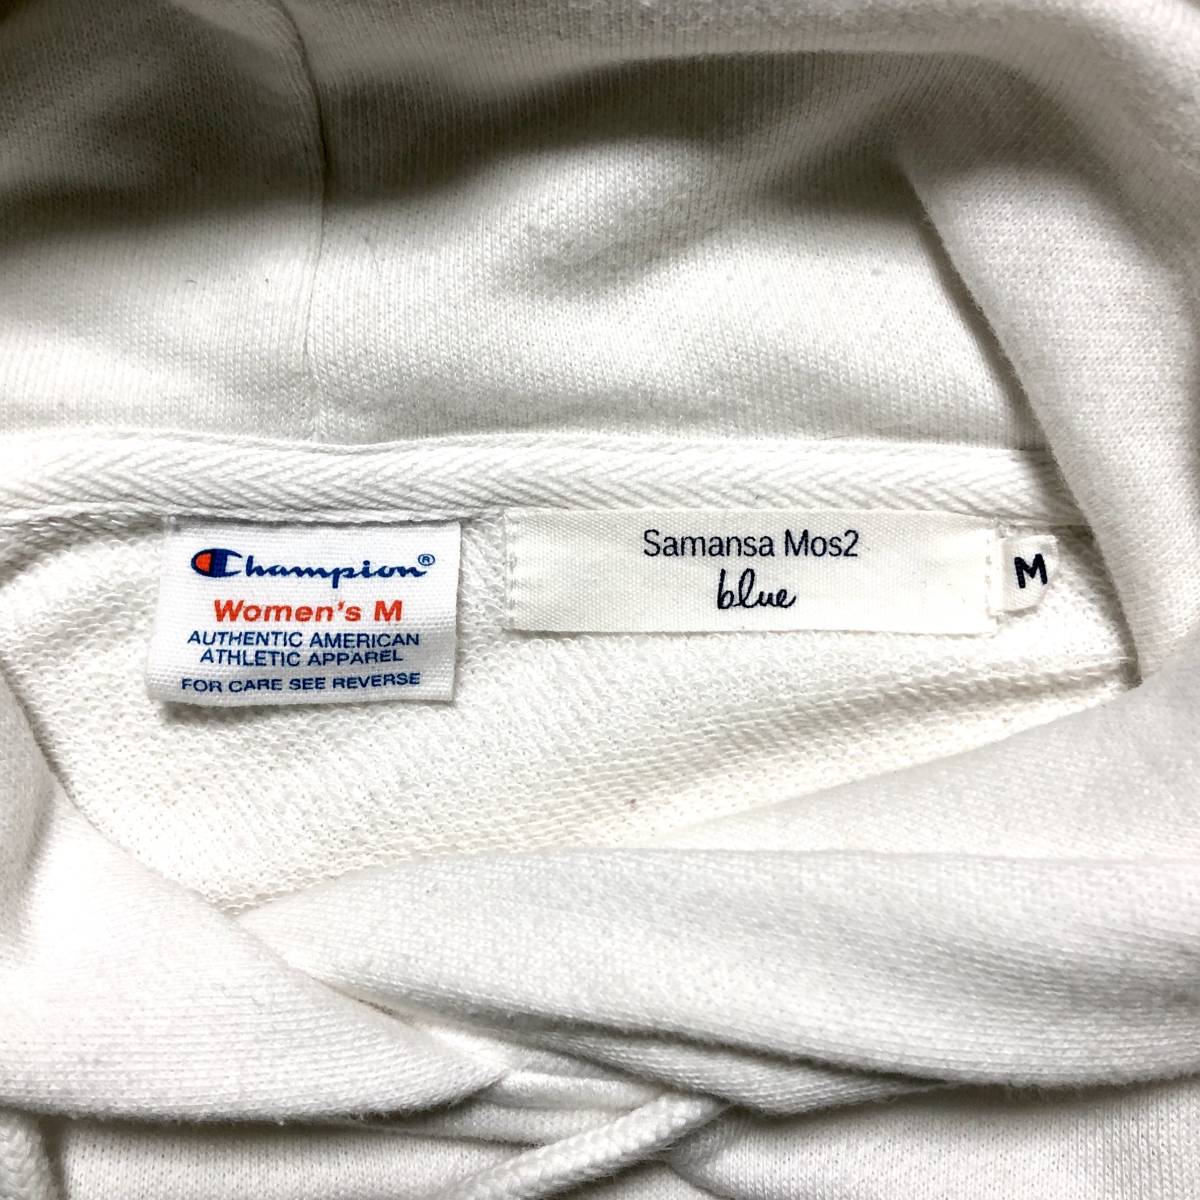 Champion®
Women's M
AUTHENTIC AMERICAN
ATHLETIC APPAREL
FOR CARE SEE REVERSE
Samansa Mos2
blue
M